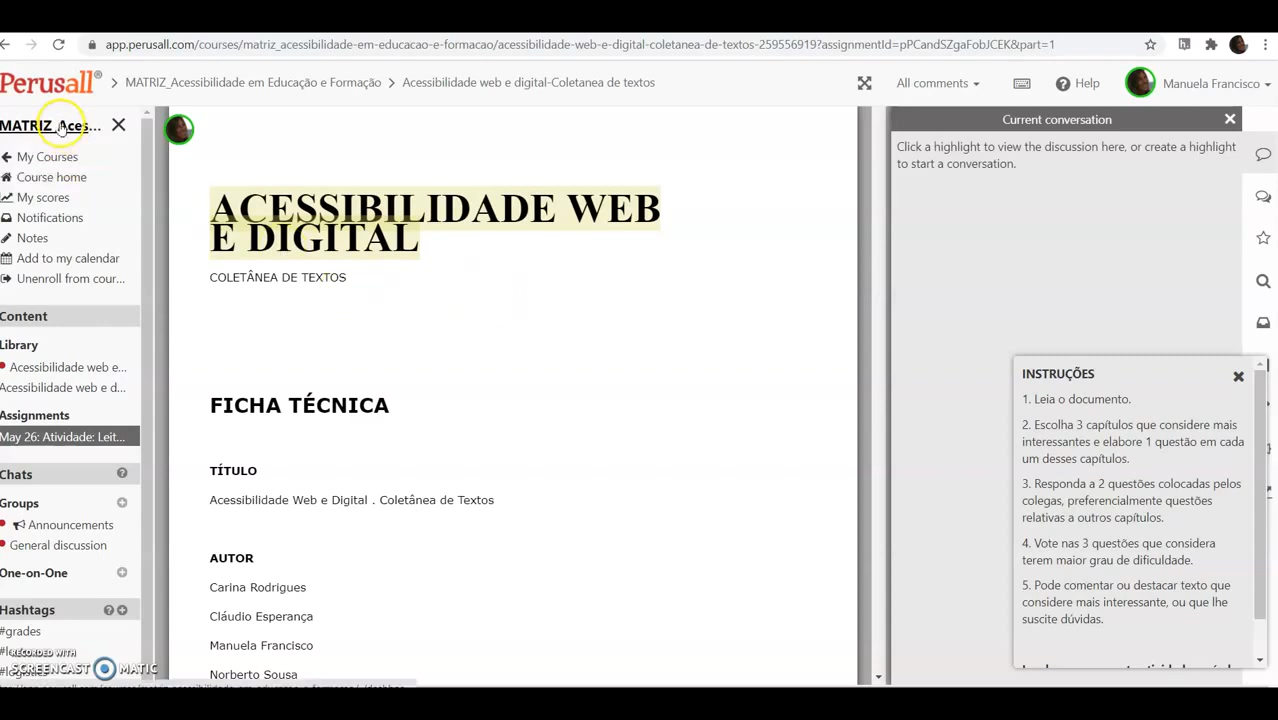 app.perusall.com/courses/matriz_acessibilidade-em-educacao-e-formacao/acessibilidade-web-e-digital-coletanea-de-textos-259556919?assignmentId=pPCandSZgaFobJCEK&part=1
Perusall® > MATRIZ_Acessibilidade em Educação e Formação > Acessibilidade web e digital-Coletanea de textos
All comments
Help
Manuela Francisco
MATRIZ_Aces...
My Courses
Course home
My scores
Notifications
Notes
Add to my calendar
Unenroll from cour...
Content
Library
Acessibilidade web e...
Acessibilidade web e d...
Assignments
May 26: Atividade: Leit...
Chats
Groups
Announcements
General discussion
One-on-One
Hashtags
#grades
RECORDED WITH
SCREENCAST MATIC
ACESSIBILIDADE WEB
E DIGITAL
COLETÂNEA DE TEXTOS
FICHA TÉCNICA
TÍTULO
Acessibilidade Web e Digital . Coletânea de Textos
AUTOR
Carina Rodrigues
Cláudio Esperança
Manuela Francisco
Norberto Sousa
Current conversation
Click a highlight to view the discussion here, or create a highlight
to start a conversation.
INSTRUÇÕES
1. Leia o documento.
2. Escolha 3 capítulos que considere mais
interessantes e elabore 1 questão em cada
um desses capítulos.
3. Responda a 2 questões colocadas pelos
colegas, preferencialmente questões
relativas a outros capítulos.
4. Vote nas 3 questões que considera
terem maior grau de dificuldade.
5. Pode comentar ou destacar texto que
considere mais interessante, ou que lhe
suscite dúvidas.